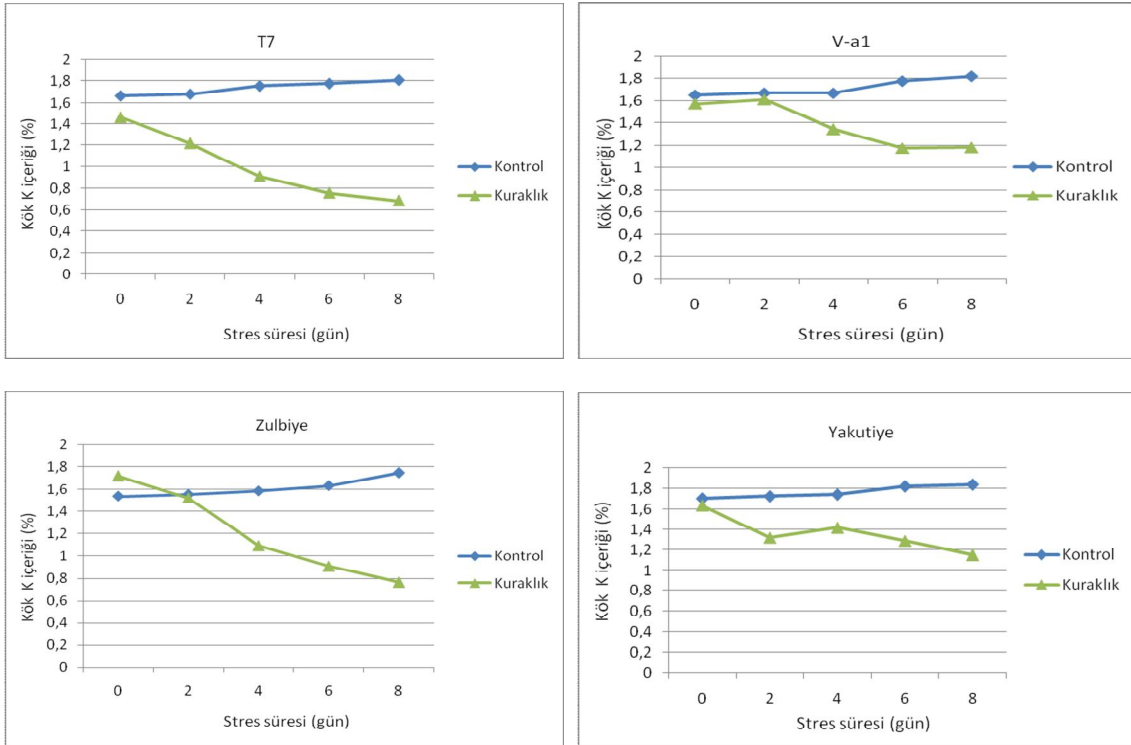 T7
Kök K içeriği (%)
2
1,8
1,6
1,4
1,2
1
0,8
0,6
0,4
0,2
0
0 2 4 6 8
Stres süresi (gün)
Kontrol
Kuraklık
V-a1
Kök K içeriği (%)
2
1,8
1,6
1,4
1,2
1
0,8
0,6
0,4
0,2
0
0 2 4 6 8
Stres süresi (gün)
Kontrol
Kuraklık
Zulbiye
Kök K içeriği (%)
2
1,8
1,6
1,4
1,2
1
0,8
0,6
0,4
0,2
0
0 2 4 6 8
Stres süresi (gün)
Kontrol
Kuraklık
Yakutiye
Kök K içeriği (%)
2
1,8
1,6
1,4
1,2
1
0,8
0,6
0,4
0,2
0
0 2 4 6 8
Stres süresi (gün)
Kontrol
Kuraklık